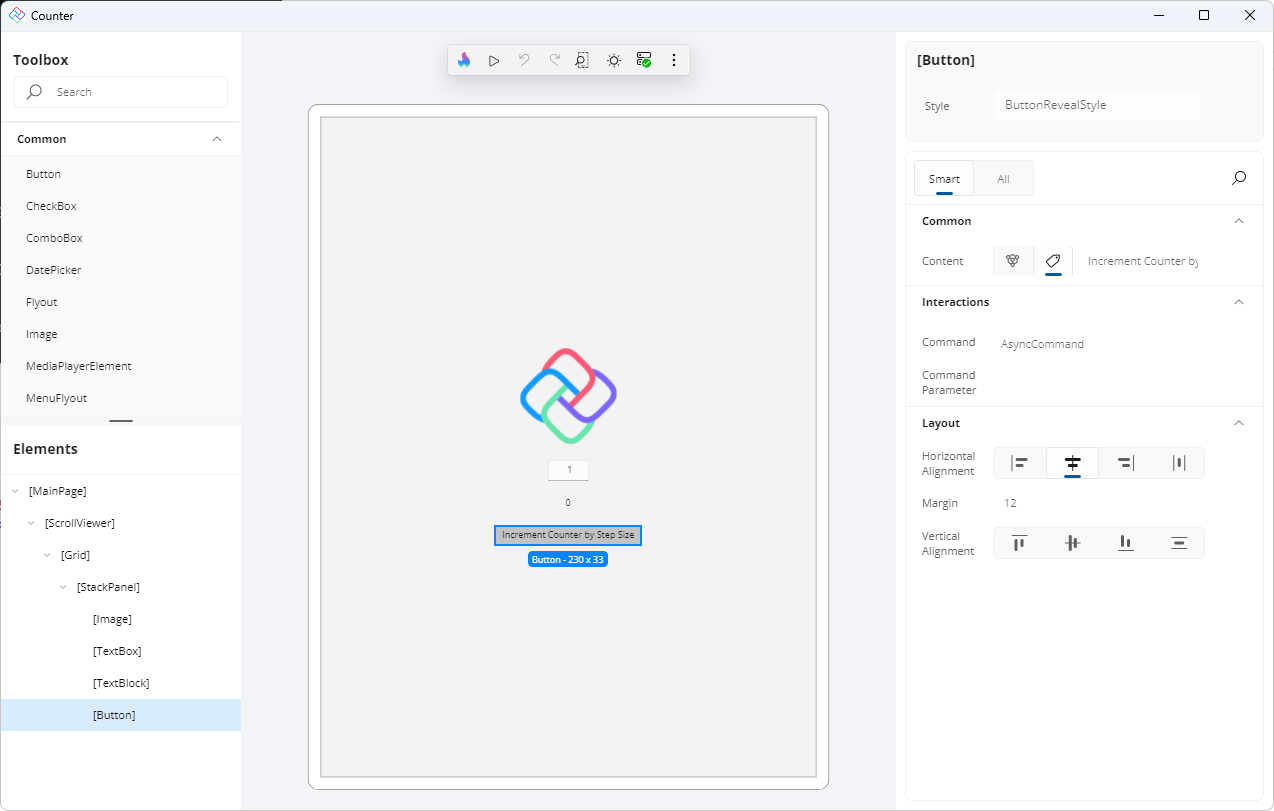 Counter
Toolbox
Search
Common
Button
CheckBox
ComboBox
DatePicker
Flyout
Image
MediaPlayerElement
MenuFlyout
Elements
[MainPage]
[ScrollViewer]
[Grid]
[StackPanel]
[Image]
[TextBox]
[TextBlock]
[Button]
1
0
Increment Counter by Step Size
Button - 230 x 33
[Button]
Style
ButtonRevealStyle
Smart
All
Common
Content
Increment Counter by
Interactions
Command
AsyncCommand
Command
Parameter
Layout
Horizontal
Alignment
Margin
12
Vertical
Alignment